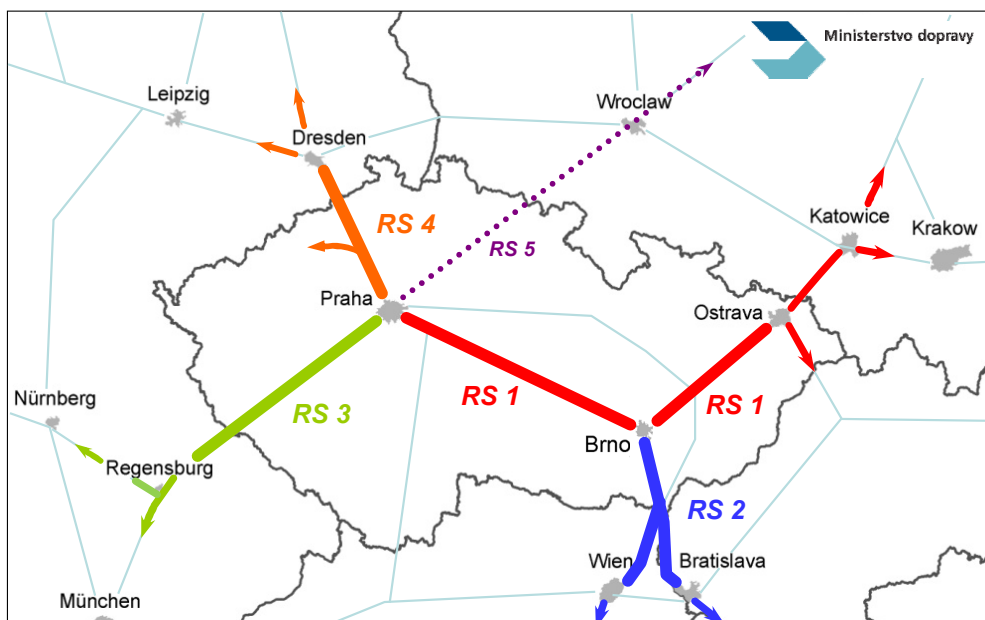 Ministerstvo dopravy
Leipzig
Wroclaw
Dresden
Katowice
Krakow
RS 4
RS 5
Praha
Ostrava
RS 1
RS 1
RS 3
Nürnberg
Brno
Regensburg
RS 2
Wien
Bratislava
München